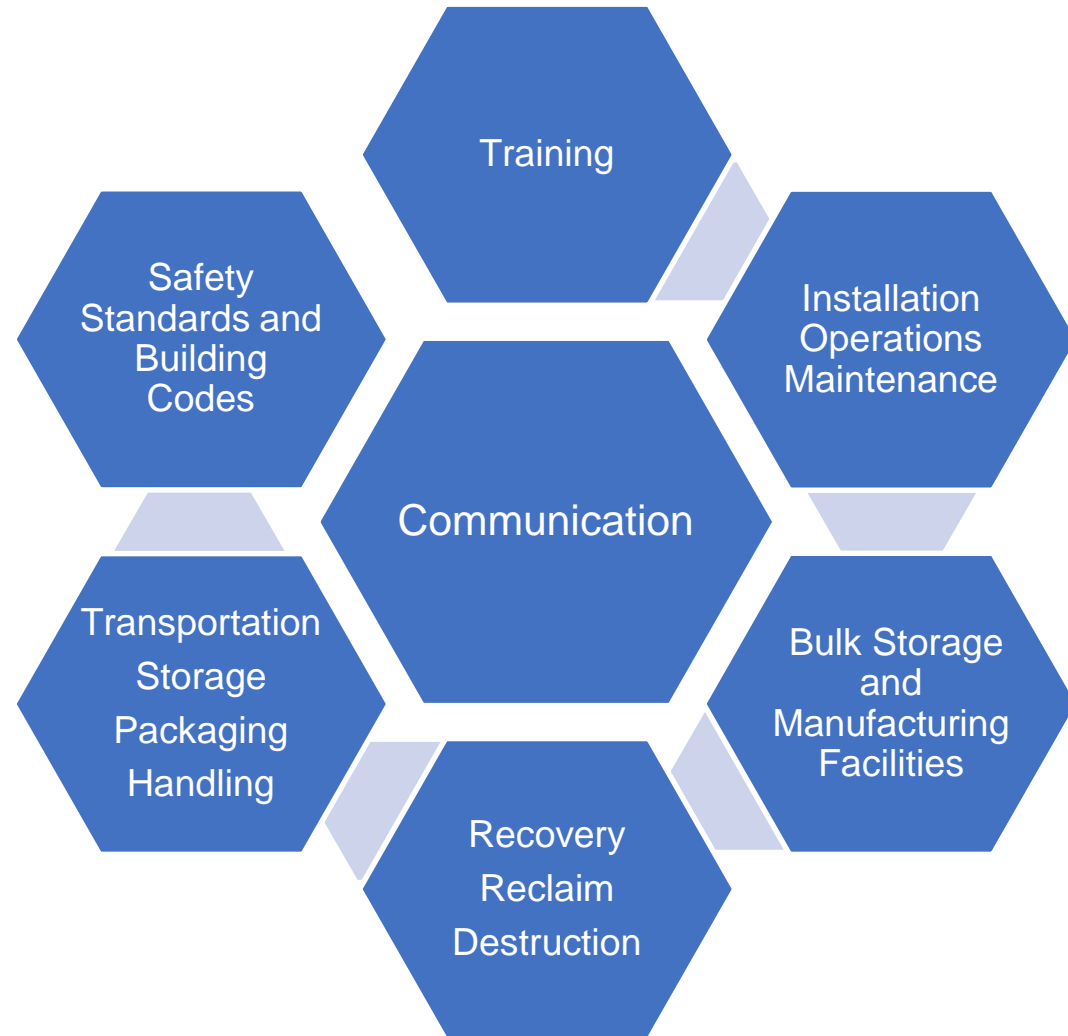 Training
Safety
Standards and
Building
Codes
Installation
Operations
Maintenance
Communication
Transportation
Storage
Packaging
Handling
Bulk Storage
and
Manufacturing
Facilities
Recovery
Reclaim
Destruction